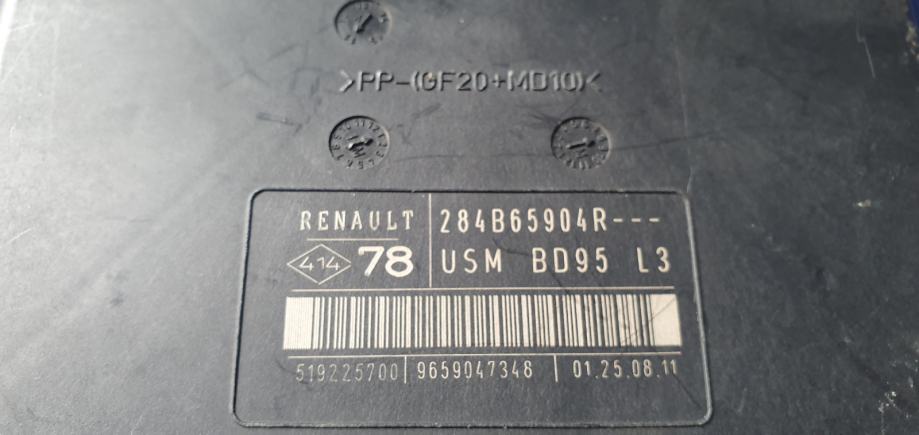 >PP-(GF20+MD10)<
RENAULT
414 78
284B65904R---
USM BD95 L3
519225700 9659047348 01.25.08.11